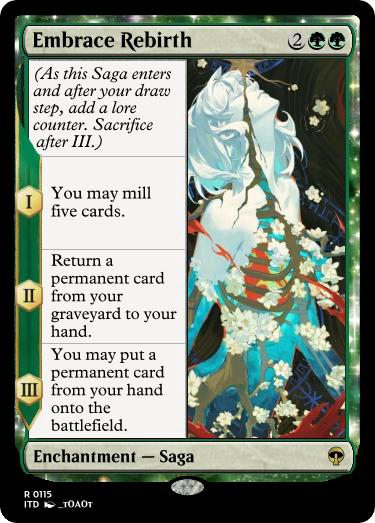 Embrace Rebirth 2
(As this Saga enters
and after your draw
step, add a lore
counter. Sacrifice
after III.)
I
You may mill
five cards.
II
Return a
permanent card
from your
graveyard to your
hand.
III
You may put a
permanent card
from your hand
onto the
battlefield.
Enchantment — Saga
R 0115
ITD _tOAOt